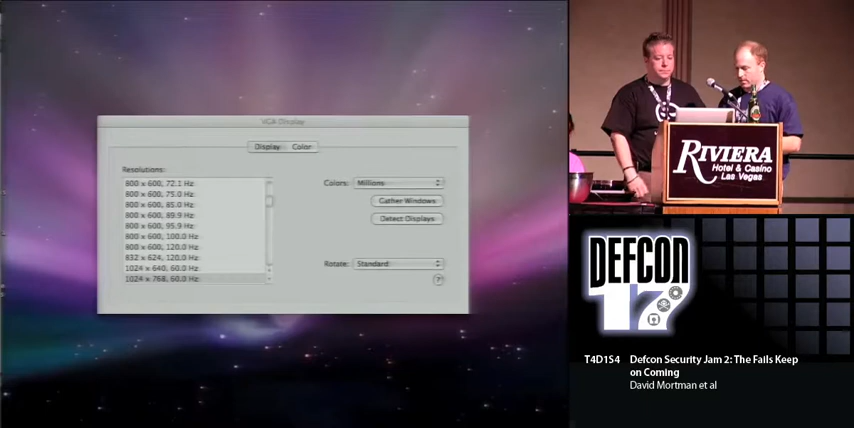 VGA Display
Display
Color
Resolutions:
800 x 600, 72.1 Hz
800 x 600, 75.0 Hz
800 x 600, 85.0 Hz
800 x 600, 89.9 Hz
800 x 600, 95.9 Hz
800 x 600, 100.0 Hz
800 x 600, 120.0 Hz
832 x 624, 120.0 Hz
1024 x 640, 60.0 Hz
1024 x 768, 60.0 Hz
Colors: Millions
Gather Windows
Detect Displays
Rotate: Standard
?
RIVIERA
Hotel & Casino
Las Vegas
DEFCON
17
T4D1S4 Defcon Security Jam 2: The Fails Keep
on Coming
David Mortman et al